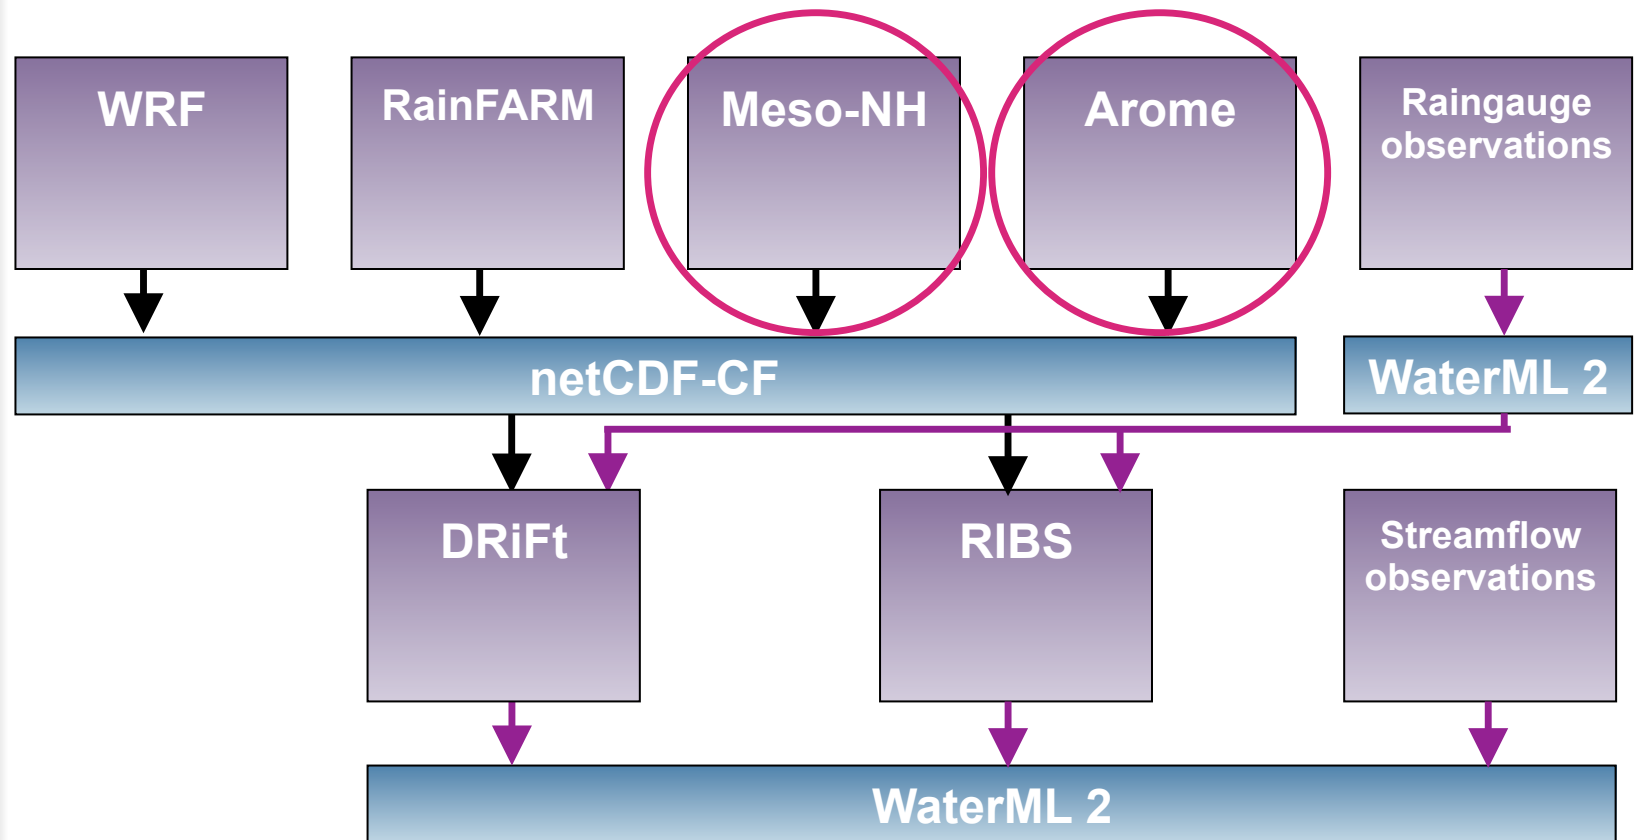 WRF
RainFARM
Meso-NH
Arome
Raingauge
observations
netCDF-CF
WaterML 2
DRiFt
RIBS
Streamflow
observations
WaterML 2